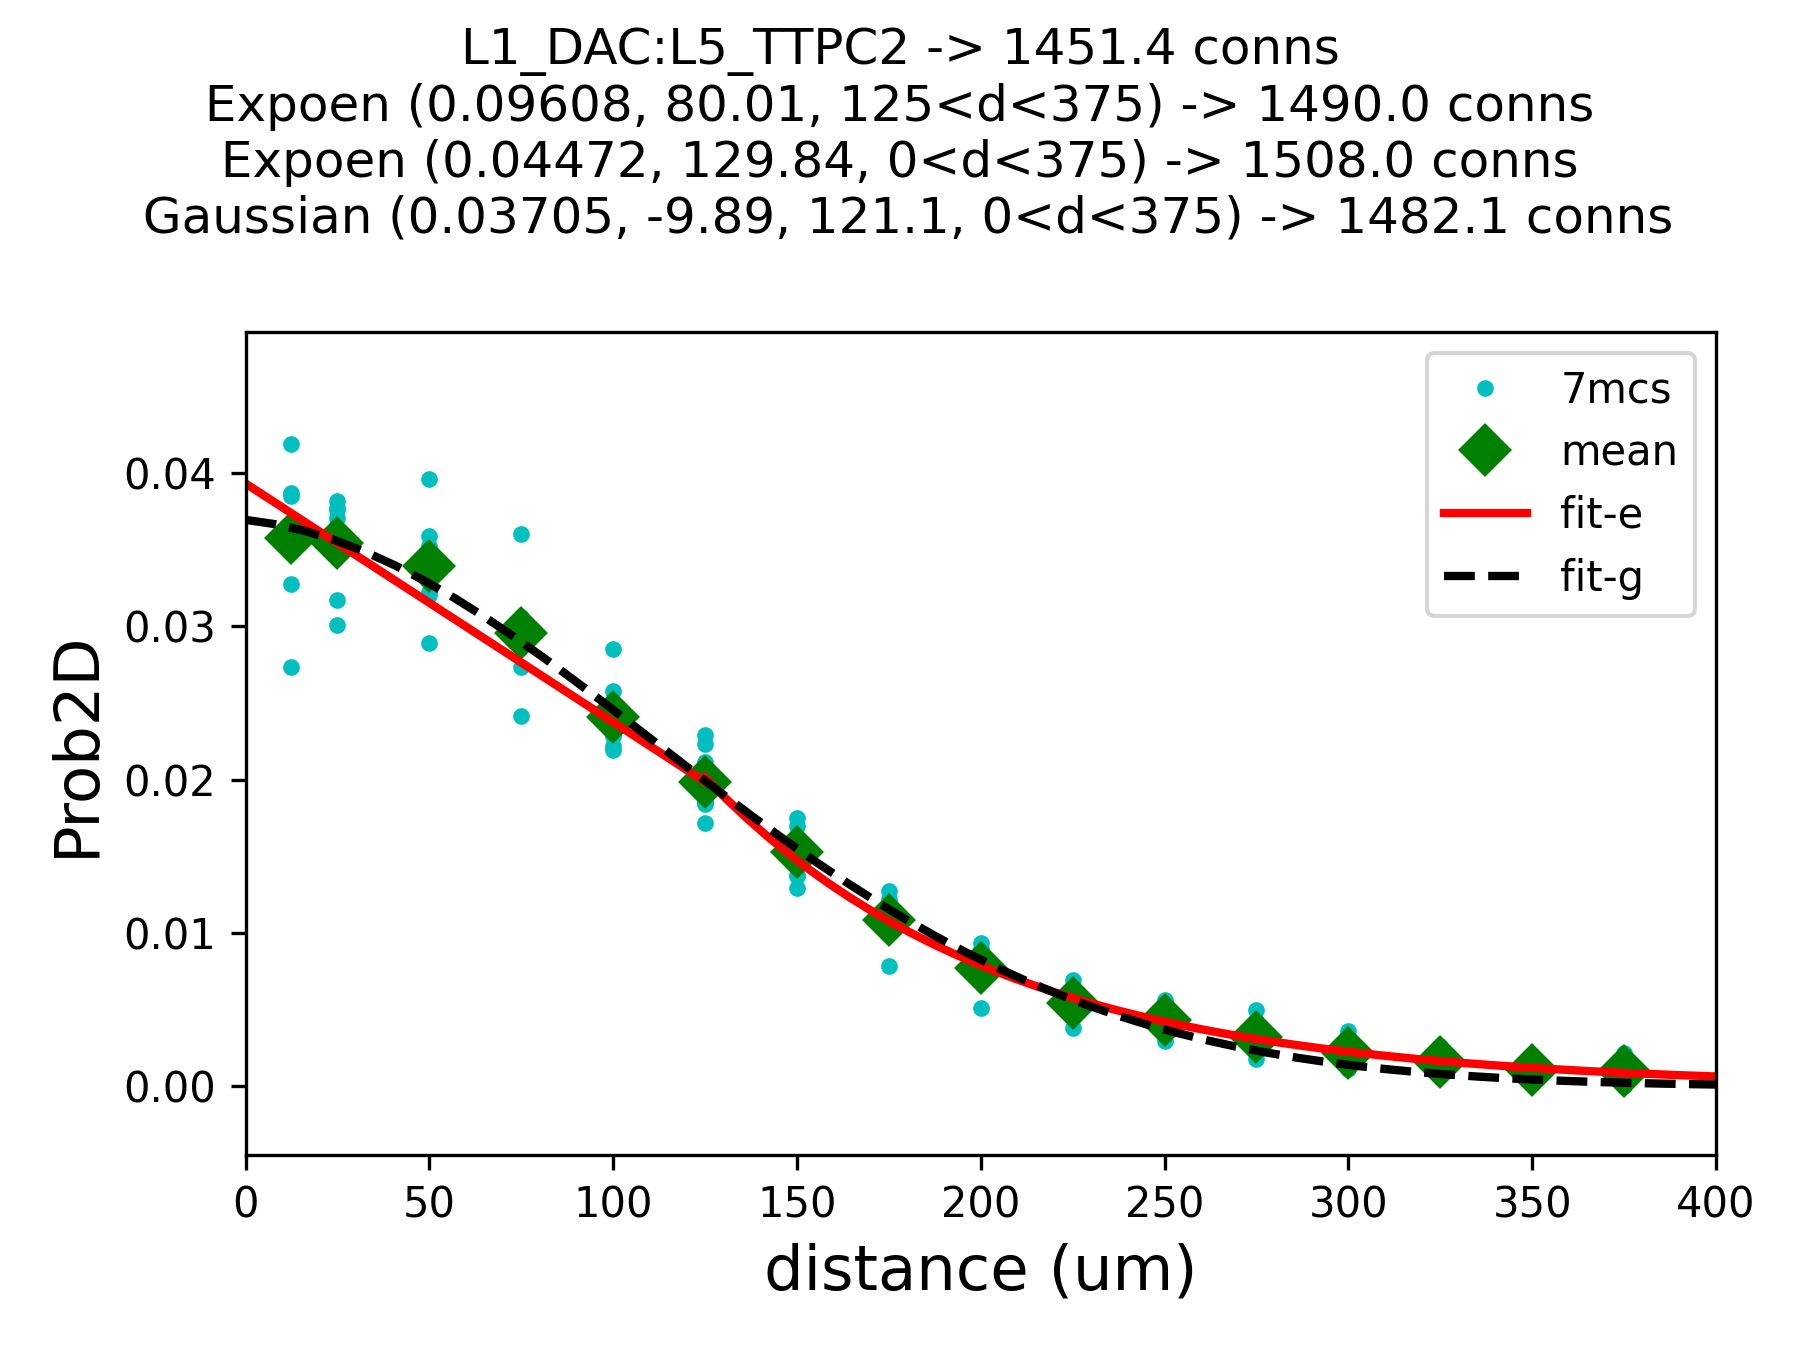 L1_DAC:L5_TTPC2 -> 1451.4 conns
Expoen (0.09608, 80.01, 125<d<375) -> 1490.0 conns
Expoen (0.04472, 129.84, 0<d<375) -> 1508.0 conns
Gaussian (0.03705, -9.89, 121.1, 0<d<375) -> 1482.1 conns
7mcs
mean
fit-e
fit-g
Prob2D
0.04
0.03
0.02
0.01
0.00
0 50 100 150 200 250 300 350 400
distance (um)